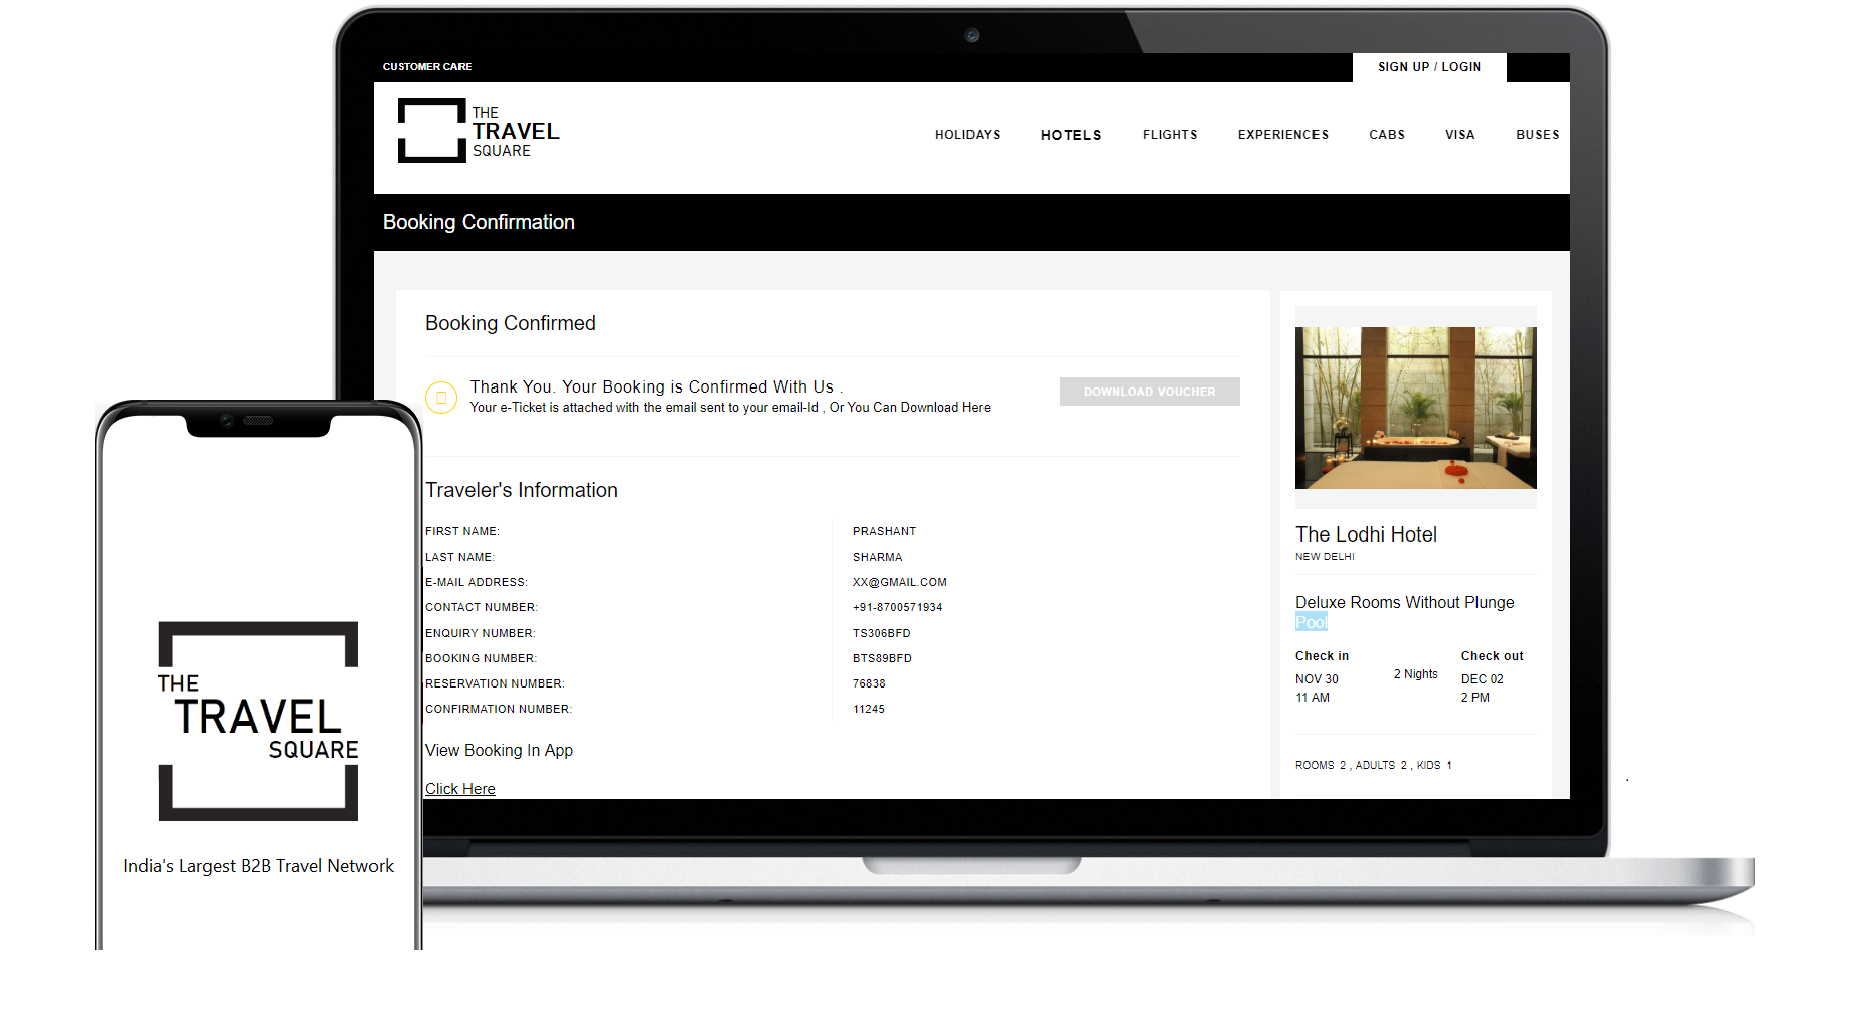 CUSTOMER CARE
SIGN UP / LOGIN
THE
TRAVEL
SQUARE
HOLIDAYS HOTELS FLIGHTS EXPERIENCES CABS VISA BUSES
Booking Confirmation
Booking Confirmed
Thank You. Your Booking is Confirmed With Us .
Your e-Ticket is attached with the email sent to your email-Id , Or You Can Download Here
DOWNLOAD VOUCHER
Traveler's Information
FIRST NAME: PRASHANT
LAST NAME: SHARMA
E-MAIL ADDRESS: XX@GMAIL.COM
CONTACT NUMBER: +91-8700571934
ENQUIRY NUMBER: TS306BFD
BOOKING NUMBER: BTS89BFD
RESERVATION NUMBER: 76838
CONFIRMATION NUMBER: 11245
View Booking In App
Click Here
The Lodhi Hotel
NEW DELHI
Deluxe Rooms Without Plunge
Pool
Check in Check out
2 Nights
NOV 30 DEC 02
11 AM 2 PM
ROOMS 2 , ADULTS 2 , KIDS 1
THE
TRAVEL
SQUARE
India's Largest B2B Travel Network